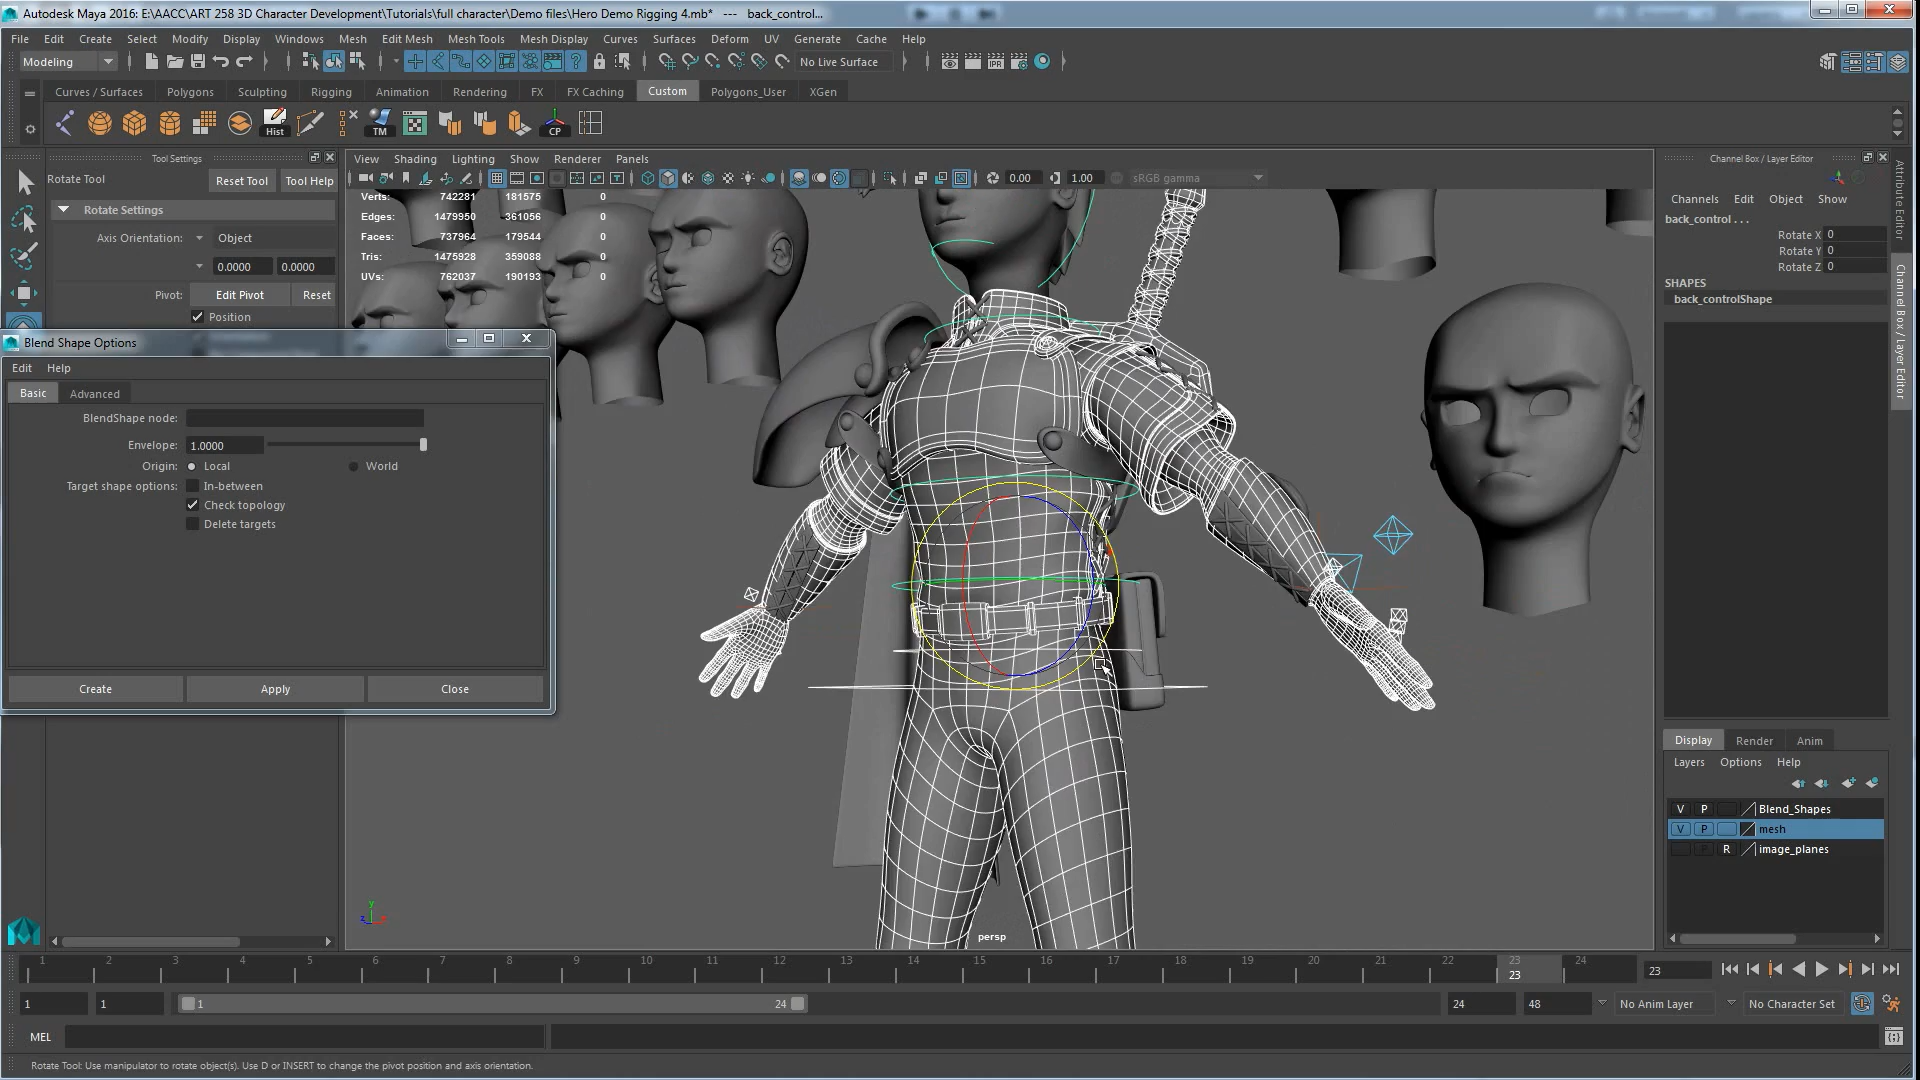 Autodesk Maya 2016: E:\AACC\ART 258 3D Character Development\Tutorials\full character\Demo files\Hero Demo Rigging 4.mb* --- back_control...
File Edit Create Select Modify Display Windows Mesh Edit Mesh Mesh Tools Mesh Display Curves Surfaces Deform UV Generate Cache Help
Modeling No Live Surface IPR
Curves / Surfaces Polygons Sculpting Rigging Animation Rendering FX FX Caching Custom Polygons_User XGen
Hist TM CP
Tool Settings
Rotate Tool Reset Tool Tool Help
Rotate Settings
Axis Orientation: Object
0.0000 0.0000
Pivot: Edit Pivot Reset
Position
View Shading Lighting Show Renderer Panels
0.00 1.00 sRGB gamma
Verts: 742281 181575 0
Edges: 1479950 361056 0
Faces: 737964 179544 0
Tris: 1475928 359088 0
UVs: 762037 190193 0
Blend Shape Options
Edit Help
Basic Advanced
BlendShape node:
Envelope: 1.0000
Origin: Local World
Target shape options: In-between
Check topology
Delete targets
Create Apply Close
persp
Channel Box / Layer Editor
Channels Edit Object Show
back_control . . .
Rotate X 0
Rotate Y 0
Rotate Z 0
SHAPES
back_controlShape
Attribute Editor
Channel Box / Layer Editor
Display Render Anim
Layers Options Help
V P Blend_Shapes
V P mesh
P R image_planes
1 2 3 4 5 6 7 8 9 10 11 12 13 14 15 16 17 18 19 20 21 22 23 24
23 23
1 1 1 24 24 48 No Anim Layer No Character Set
MEL
Rotate Tool: Use manipulator to rotate object(s). Use D or INSERT to change the pivot position and axis orientation.